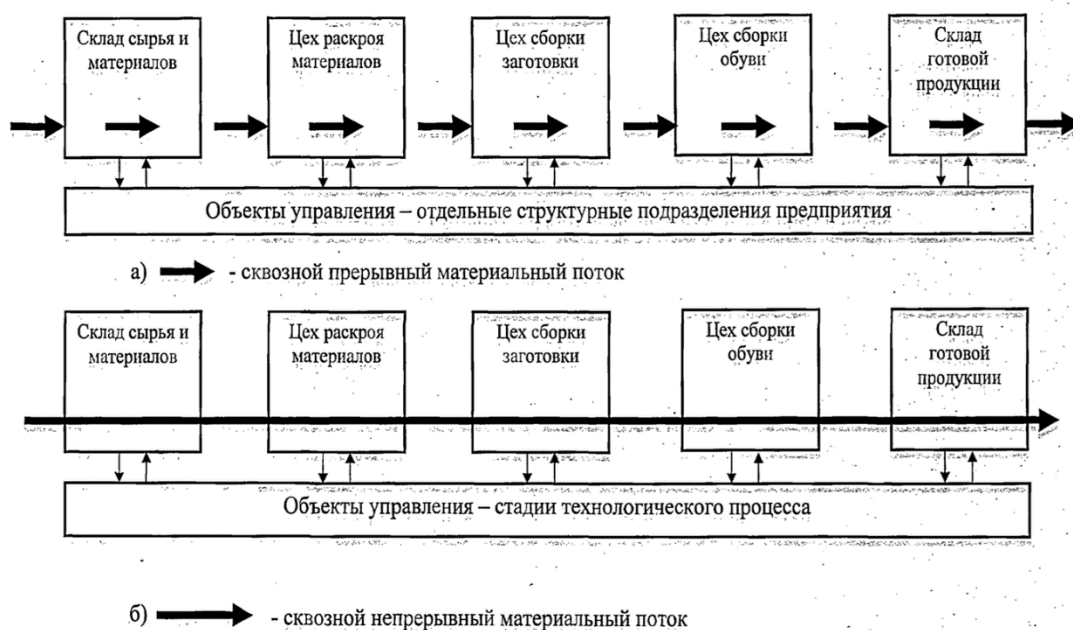 Склад сырья и
материалов
Цех раскроя
материалов
Цех сборки
заготовки
Цех сборки
обуви
Склад
готовой
продукции
Объекты управления – отдельные структурные подразделения предприятия
а) - сквозной прерывный материальный поток
Склад сырья и
материалов
Цех раскроя
материалов
Цех сборки
заготовки
Цех сборки
обуви
Склад
готовой
продукции
Объекты управления – стадии технологического процесса
б) - сквозной непрерывный материальный поток